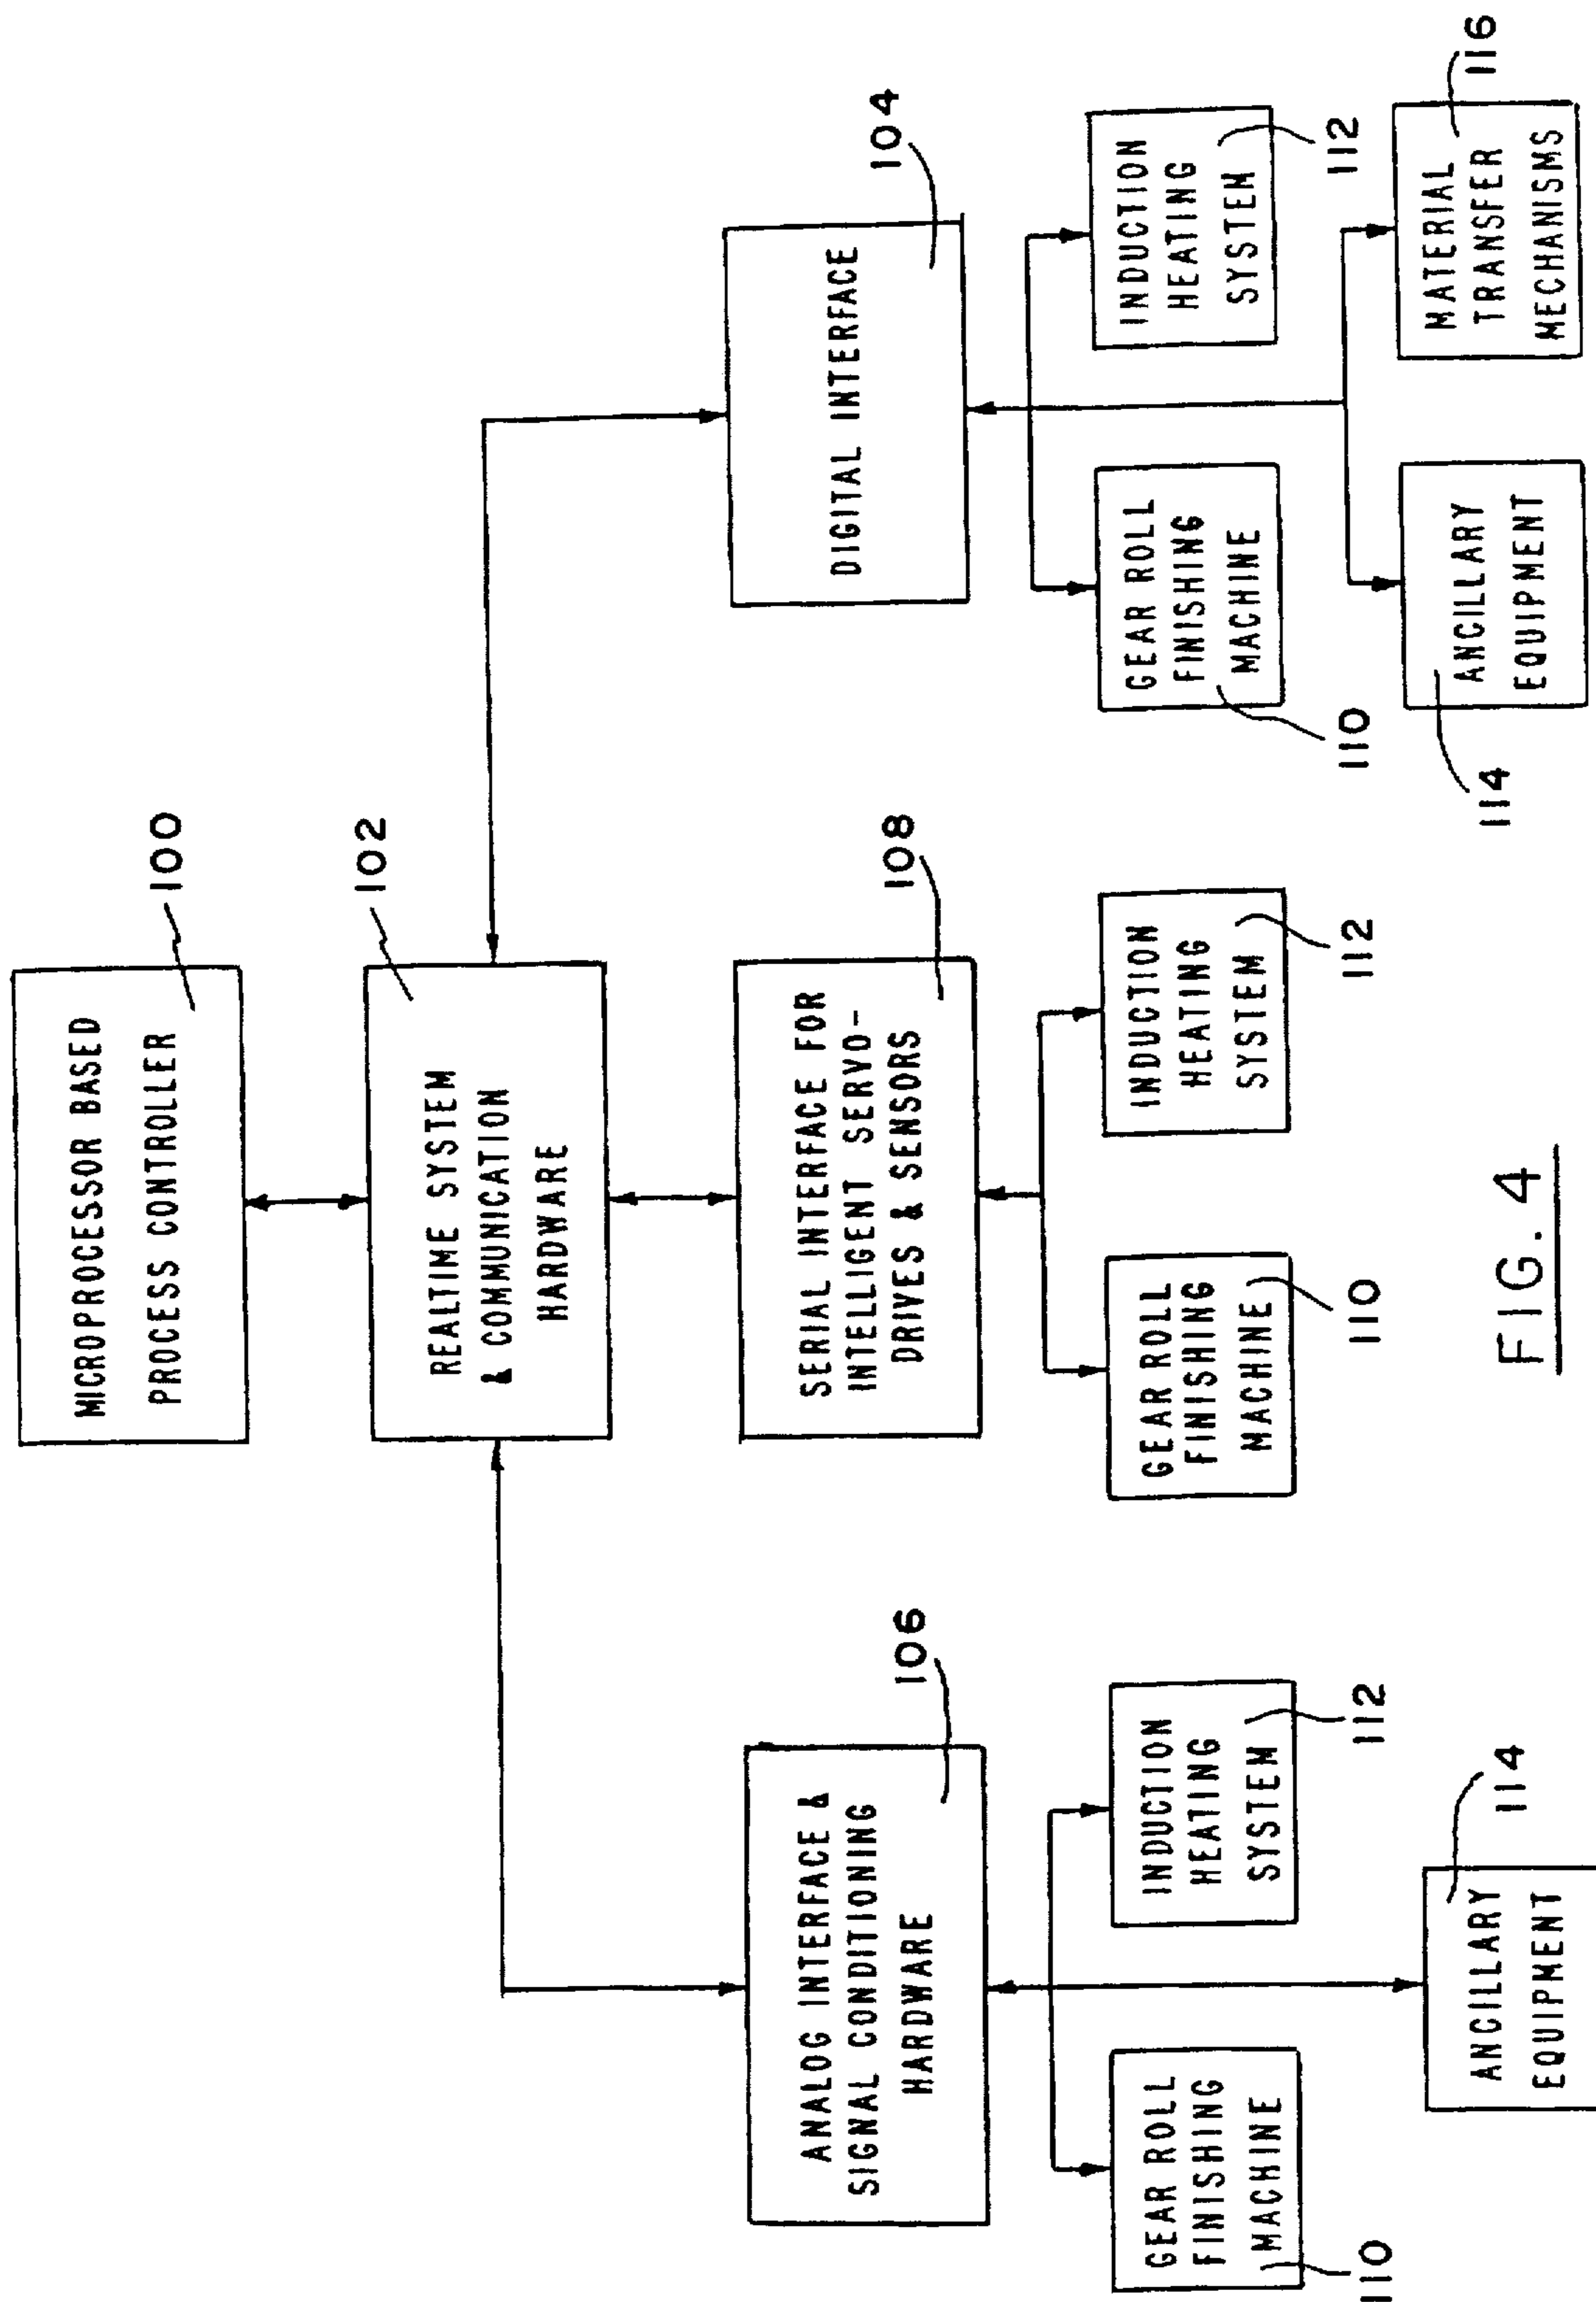 MICROPROCESSOR BASED
PROCESS CONTROLLER
100
REALTIME SYSTEM
& COMMUNICATION
HARDWARE
102
ANALOG INTERFACE &
SIGNAL CONDITIONING
HARDWARE
106
SERIAL INTERFACE FOR
INTELLIGENT SERVO-
DRIVES & SENSORS
108
DIGITAL INTERFACE
104
GEAR ROLL
FINISHING
MACHINE
110
INDUCTION
HEATING
SYSTEM
112
ANCILLARY
EQUIPMENT
114
GEAR ROLL
FINISHING
MACHINE
110
INDUCTION
HEATING
SYSTEM
112
GEAR ROLL
FINISHING
MACHINE
110
INDUCTION
HEATING
SYSTEM
112
ANCILLARY
EQUIPMENT
114
MATERIAL
TRANSFER
MECHANISMS
116
FIG. 4